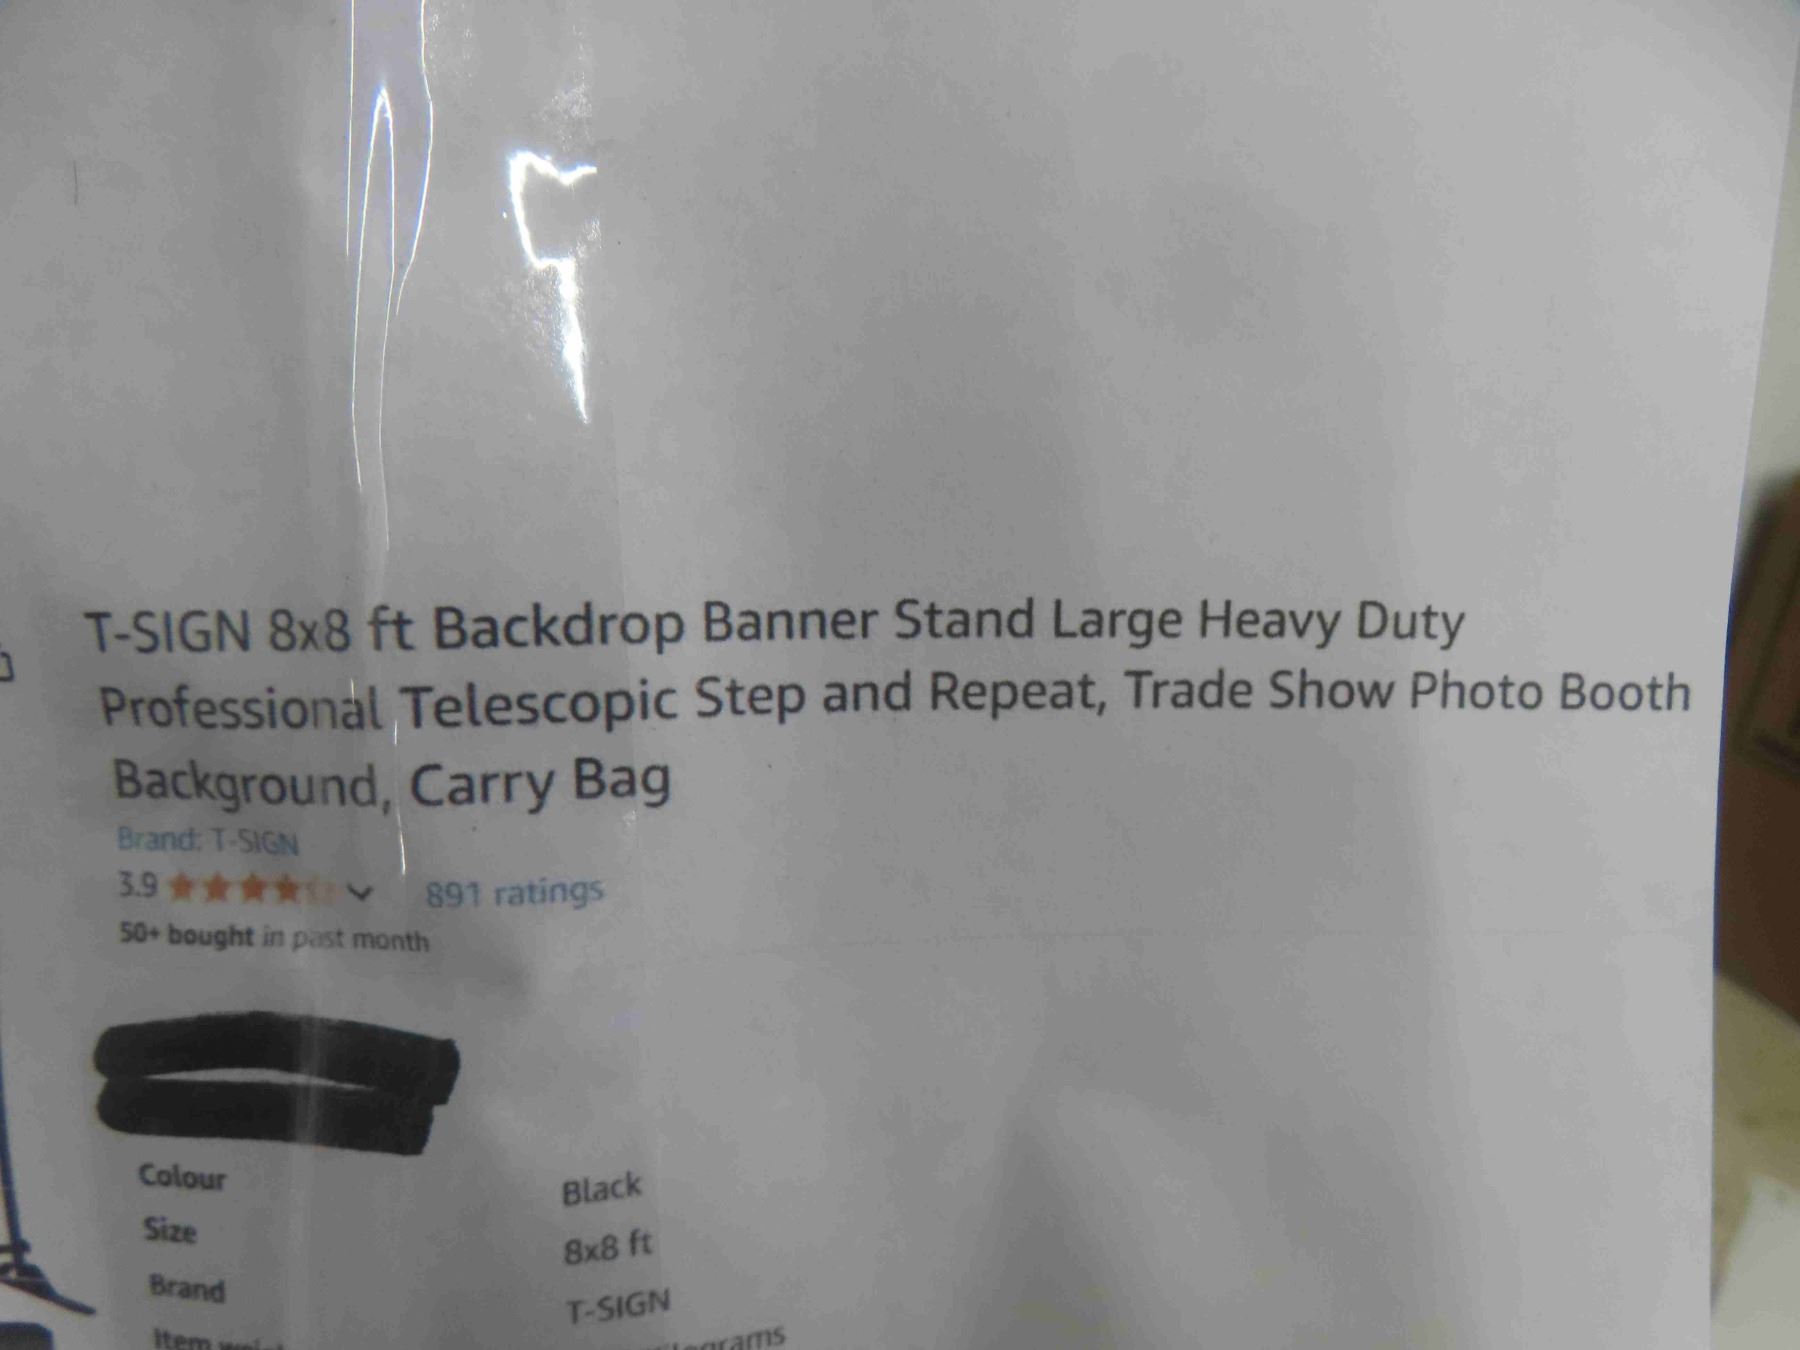 T-SIGN 8x8 ft Backdrop Banner Stand Large Heavy Duty
Professional Telescopic Step and Repeat, Trade Show Photo Booth
Background, Carry Bag
Brand: T-SIGN
3.9 891 ratings
50+ bought in past month
Colour Black
Size 8x8 ft
Brand T-SIGN
Item